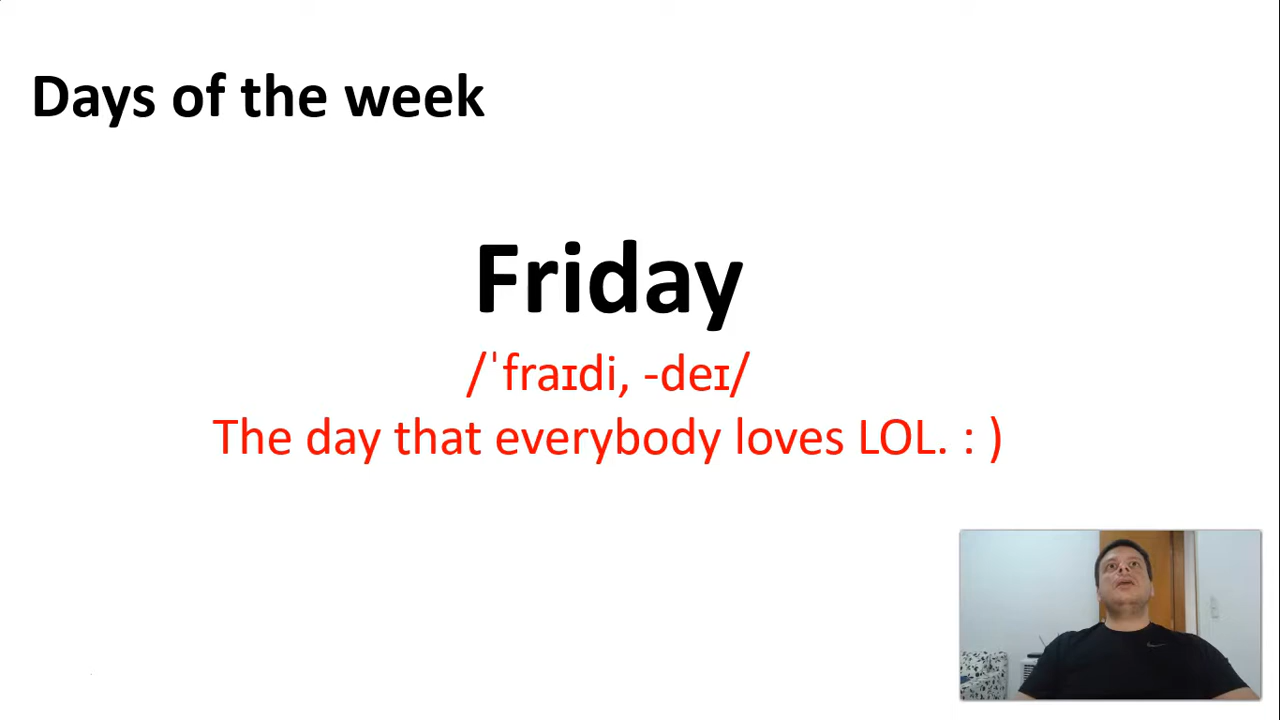 Days of the week
Friday
/ˈfraɪdi, -deɪ/
The day that everybody loves LOL. : )